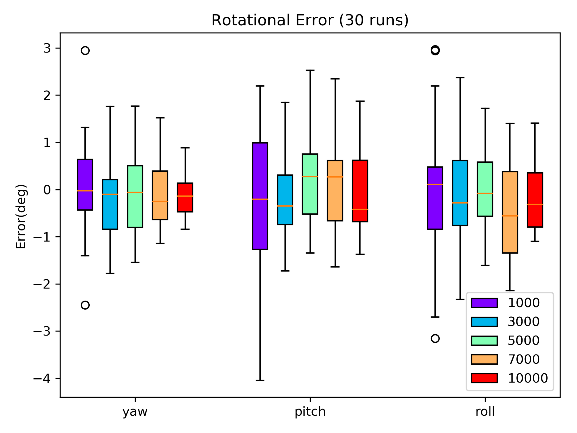 Rotational Error (30 runs)
Error(deg)
3
2
1
0
−1
−2
−3
−4
yaw
pitch
roll
1000
3000
5000
7000
10000